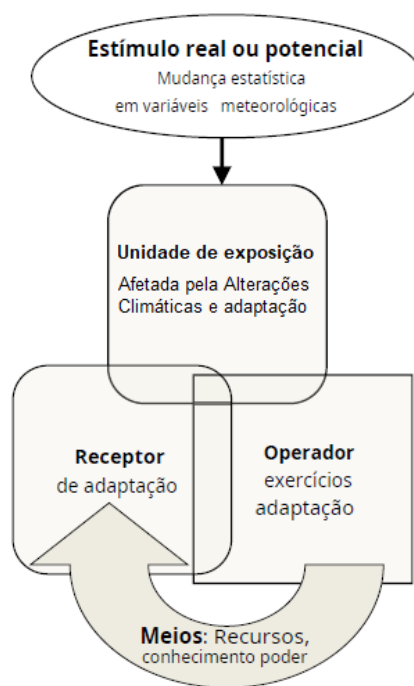 Estímulo real ou potencial
Mudança estatística
em variáveis meteorológicas
Unidade de exposição
Afetada pela Alterações
Climáticas e adaptação
Receptor
de adaptação
Operador
exercícios
adaptação
Meios: Recursos,
conhecimento poder